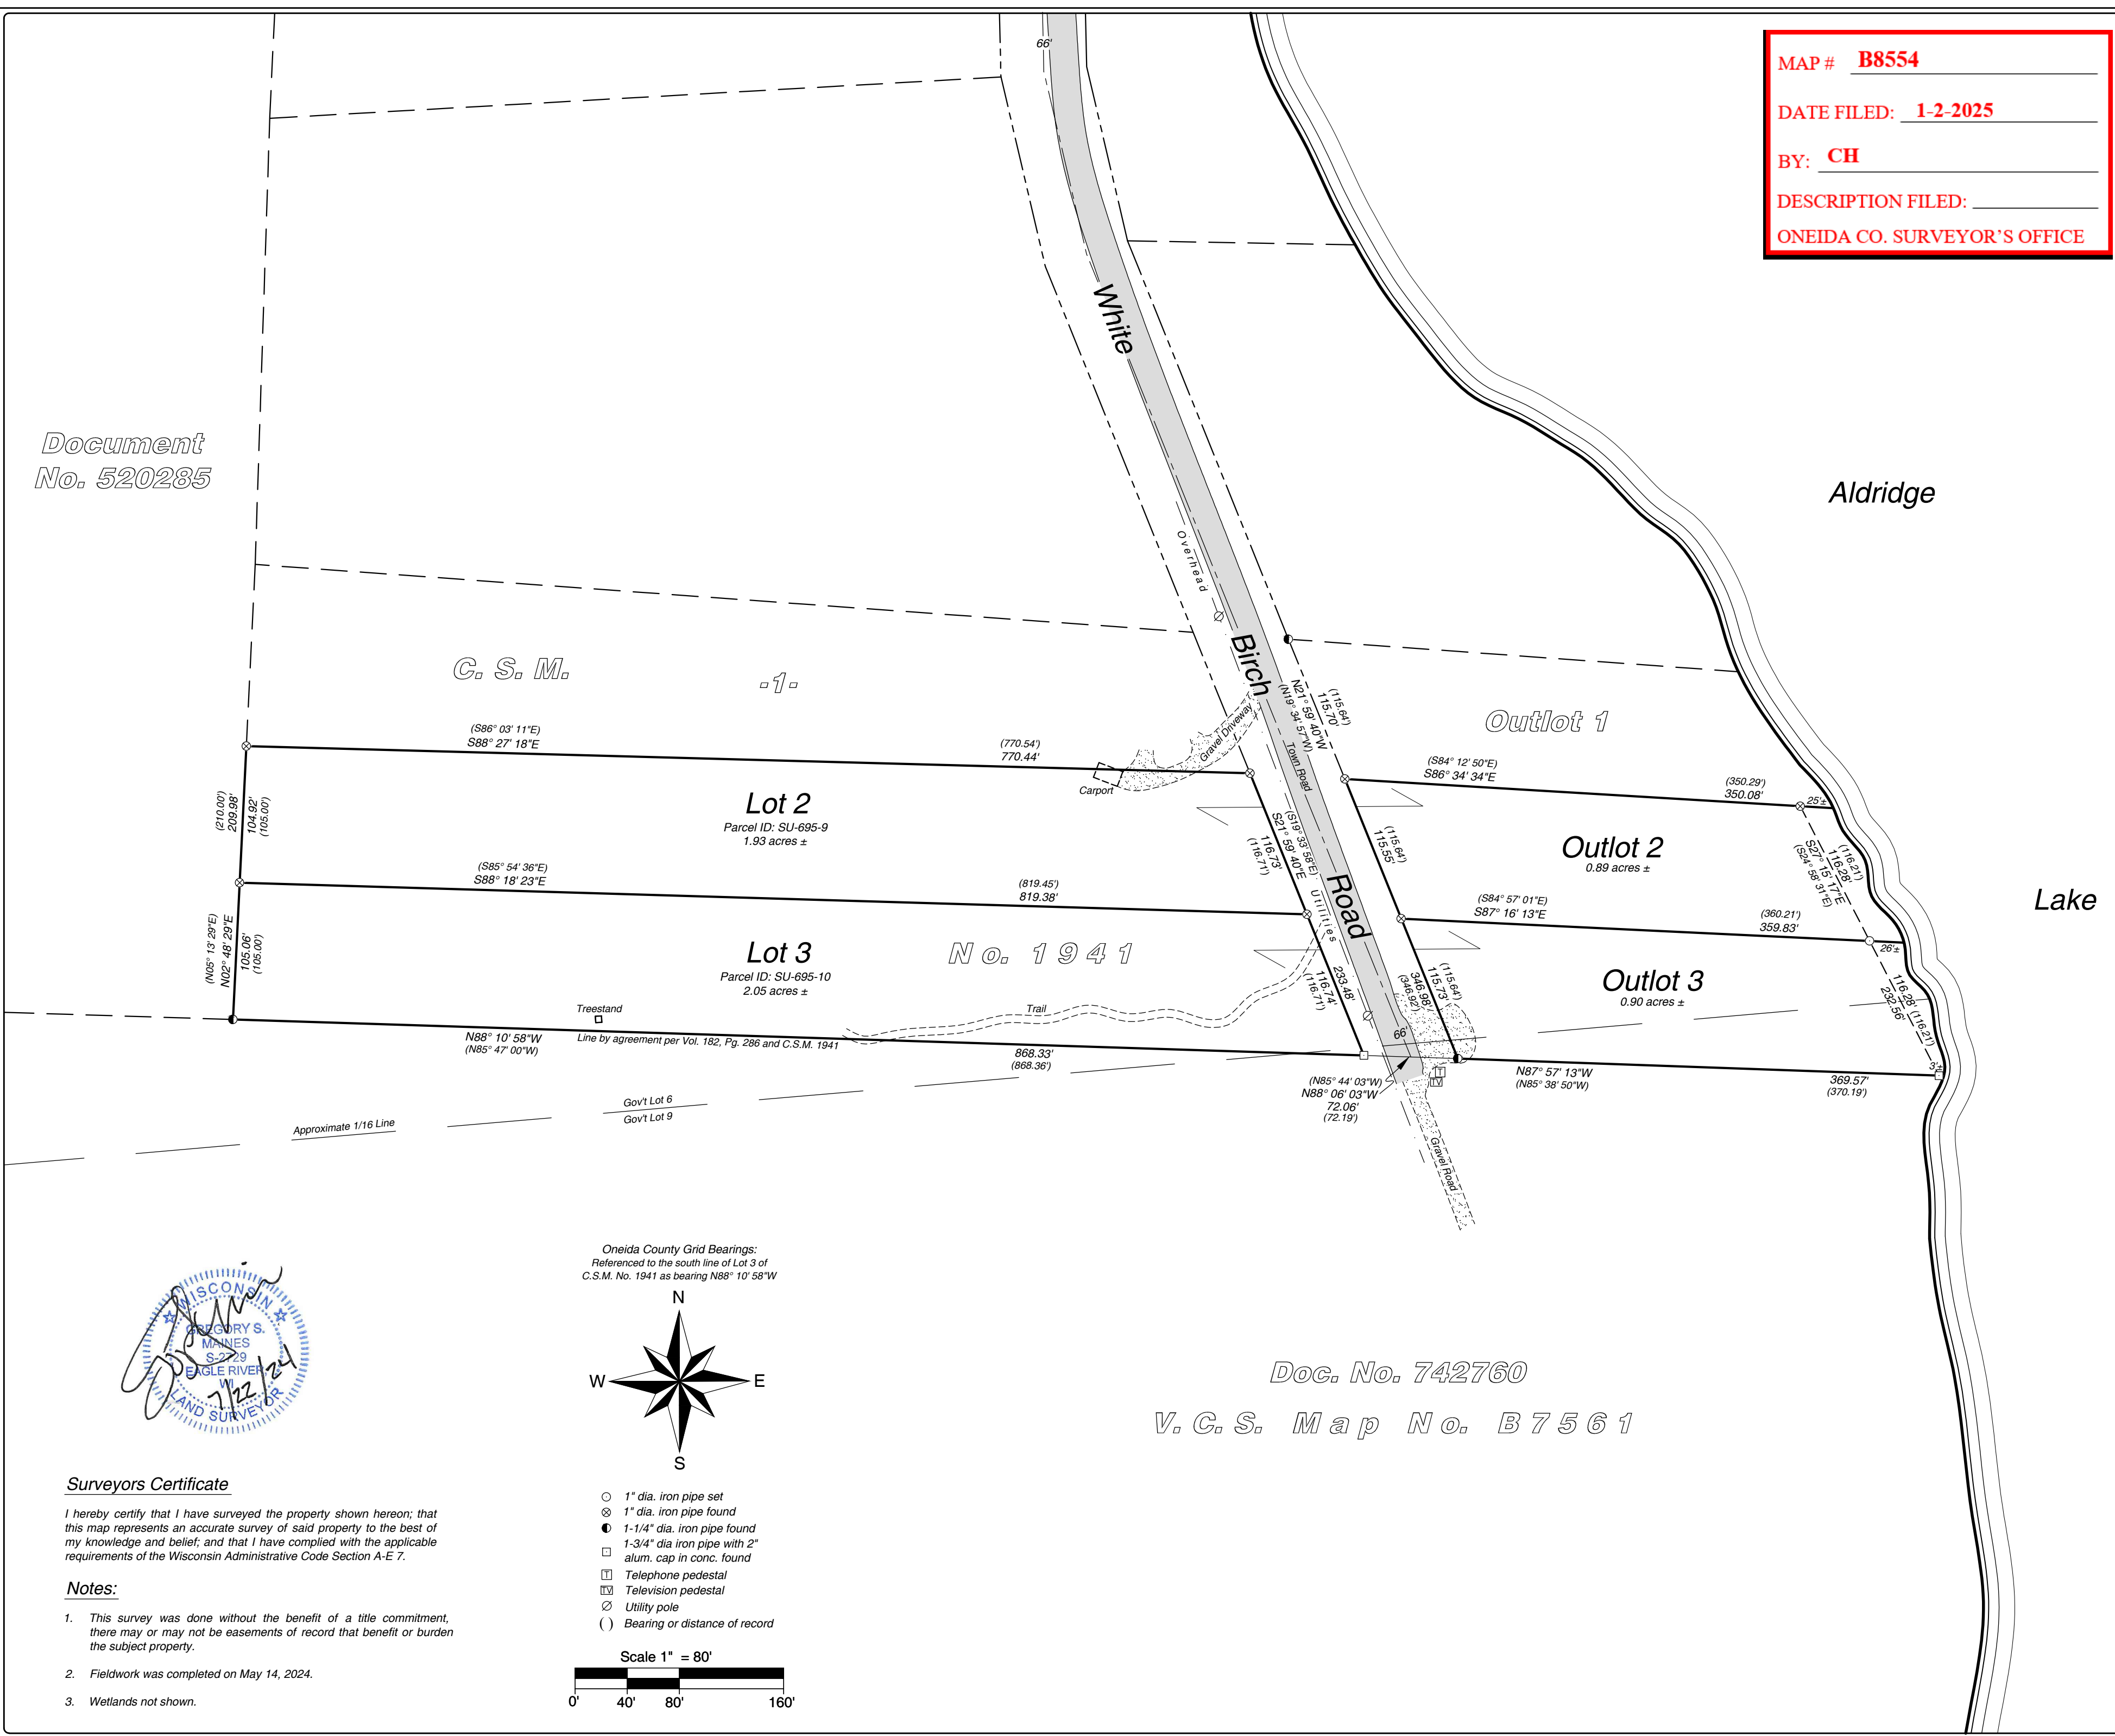 MAP # B8554
DATE FILED: 1-2-2025
BY: CH
DESCRIPTION FILED:
ONEIDA CO. SURVEYOR'S OFFICE
66'
White
Document
No. 520285
Aldridge
Overhead
Birch
C. S. M.
-1-
Outlot 1
(S86° 03' 11"E)
S88° 27' 18"E
(770.54')
770.44'
Gravel Driveway
Carport
N21° 59' 40"W
(N19° 34' 57"W)
(115.64')
115.70'
Town Road
(S84° 12' 50"E)
S86° 34' 34"E
(350.29')
350.08'
25'±
(210.00')
209.98'
104.92'
(105.00')
Lot 2
Parcel ID: SU-695-9
1.93 acres ±
(S19° 33' 58"E)
S21° 59' 40"E
116.73'
(116.71')
(115.64')
115.55'
Outlot 2
0.89 acres ±
(116.21')
116.28'
S27° 15' 17"E
(S24° 58' 31"E)
(S85° 54' 36"E)
S88° 18' 23"E
(819.45')
819.38'
Utilities
Road
(S84° 57' 01"E)
S87° 16' 13"E
(360.21')
359.83'
26'±
Lake
(N05° 13' 29"E)
N02° 48' 29"E
105.06'
(105.00')
Lot 3
Parcel ID: SU-695-10
2.05 acres ±
No. 1941
233.48'
116.74'
(116.71')
(115.64')
115.73'
346.98'
(346.92')
Outlot 3
0.90 acres ±
116.28' (116.21')
232.56'
Treestand
Trail
66'
N88° 10' 58"W
(N85° 47' 00"W)
Line by agreement per Vol. 182, Pg. 286 and C.S.M. 1941
868.33'
(868.36')
T
TV
(N85° 44' 03"W)
N88° 06' 03"W
72.06'
(72.19')
N87° 57' 13"W
(N85° 38' 50"W)
369.57'
(370.19')
Gov't Lot 6
Gov't Lot 9
Approximate 1/16 Line
Gravel Road
Oneida County Grid Bearings:
Referenced to the south line of Lot 3 of
C.S.M. No. 1941 as bearing N88° 10' 58"W
N
W
E
S
WISCONSIN
GREGORY S.
MAINES
S-2729
EAGLE RIVER,
WI
LAND SURVEYOR
7/22/24
Doc. No. 742760
V. C. S. Map No. B7561
Surveyors Certificate
I hereby certify that I have surveyed the property shown hereon; that
this map represents an accurate survey of said property to the best of
my knowledge and belief; and that I have complied with the applicable
requirements of the Wisconsin Administrative Code Section A-E 7.
Notes:
1. This survey was done without the benefit of a title commitment,
there may or may not be easements of record that benefit or burden
the subject property.
2. Fieldwork was completed on May 14, 2024.
3. Wetlands not shown.
1" dia. iron pipe set
1" dia. iron pipe found
1-1/4" dia. iron pipe found
1-3/4" dia iron pipe with 2"
alum. cap in conc. found
T Telephone pedestal
TV Television pedestal
Utility pole
( ) Bearing or distance of record
Scale 1" = 80'
0' 40' 80' 160'